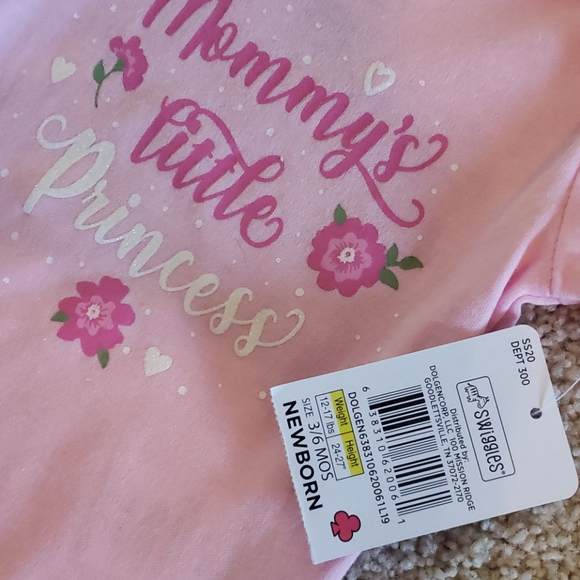 Mommy's
little
Princess
SS20
DEPT 300
swiggles®
Distributed by:
DOLGENCORP, LLC 100 MISSION RIDGE
GOODLETTSVILLE, TN 37072-2170
6 38310 62006 1
DOLGEN638310620061L19
Weight Height
12-17 lbs 24-27"
SIZE 3/6 MOS
NEWBORN